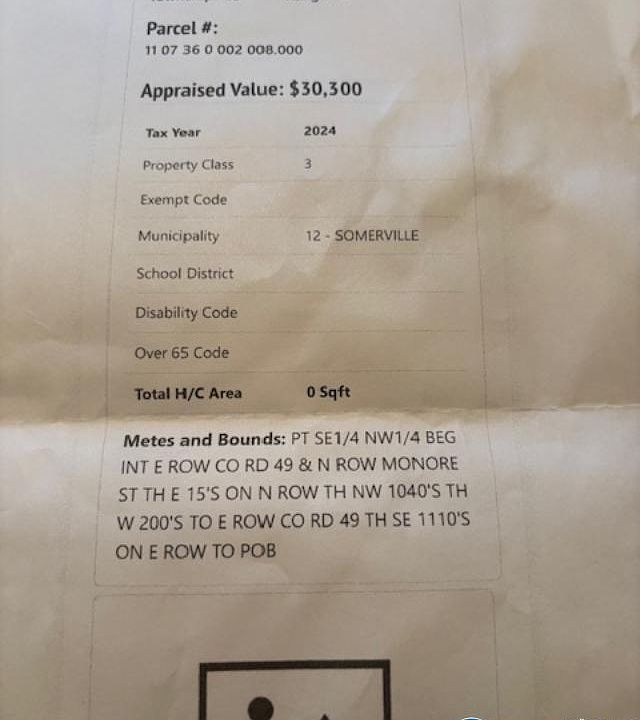 Parcel #:
11 07 36 0 002 008.000
Appraised Value: $30,300
Tax Year 2024
Property Class 3
Exempt Code
Municipality 12 - SOMERVILLE
School District
Disability Code
Over 65 Code
Total H/C Area 0 Sqft
Metes and Bounds: PT SE1/4 NW1/4 BEG
INT E ROW CO RD 49 & N ROW MONORE
ST TH E 15'S ON N ROW TH NW 1040'S TH
W 200'S TO E ROW CO RD 49 TH SE 1110'S
ON E ROW TO POB